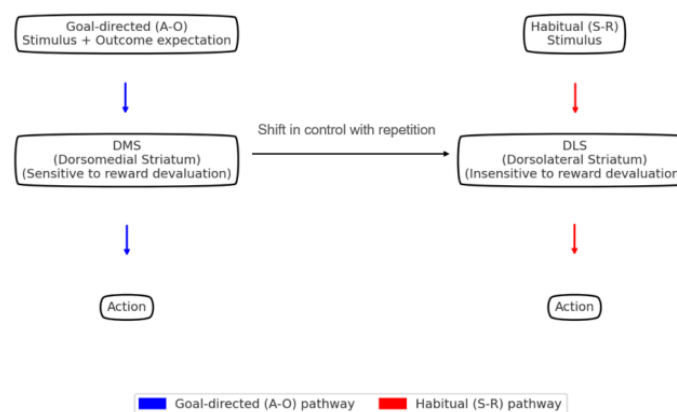 Goal-directed (A-O)
Stimulus + Outcome expectation
Habitual (S-R)
Stimulus
Shift in control with repetition
DMS
(Dorsomedial Striatum)
(Sensitive to reward devaluation)
DLS
(Dorsolateral Striatum)
(Insensitive to reward devaluation
Action
Action
Goal-directed (A-O) pathway
Habitual (S-R) pathway